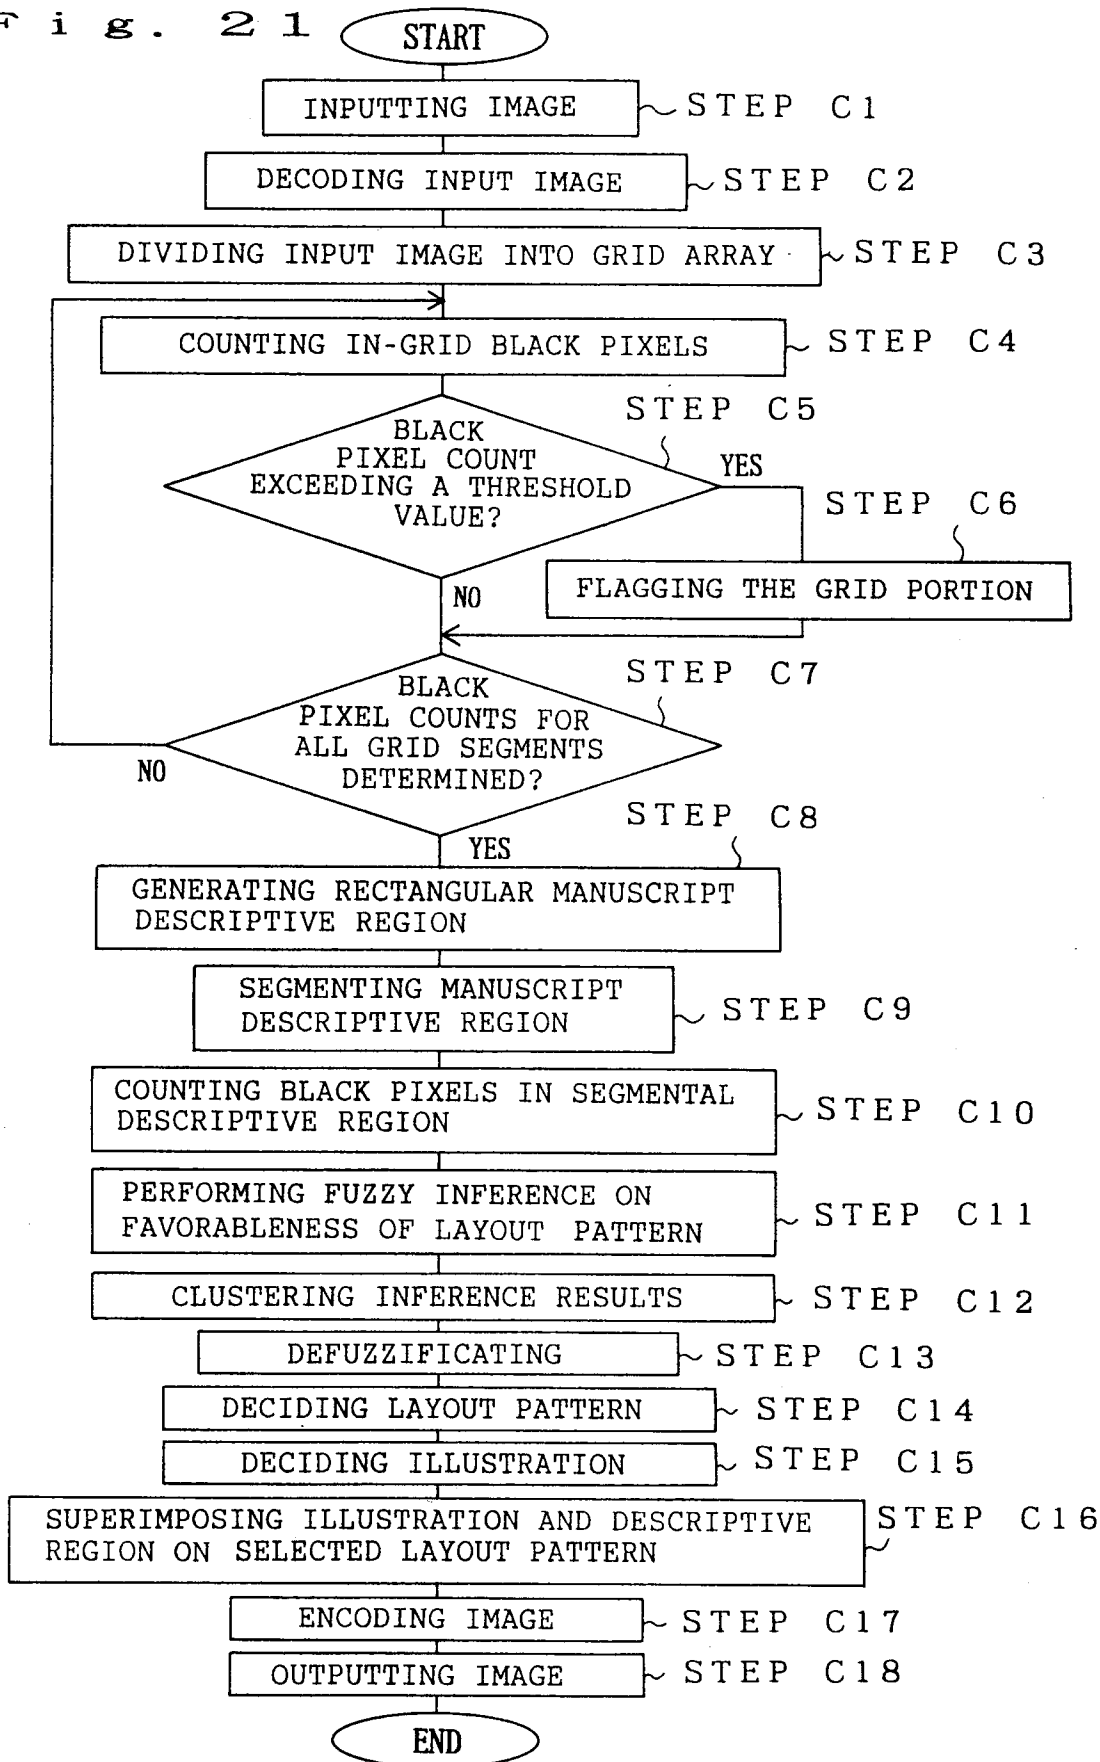 Fig. 21
START
INPUTTING IMAGE
STEP C1
DECODING INPUT IMAGE
STEP C2
DIVIDING INPUT IMAGE INTO GRID ARRAY
STEP C3
COUNTING IN-GRID BLACK PIXELS
STEP C4
STEP C5
BLACK
PIXEL COUNT
EXCEEDING A THRESHOLD
VALUE?
YES
STEP C6
FLAGGING THE GRID PORTION
NO
STEP C7
BLACK
PIXEL COUNTS FOR
ALL GRID SEGMENTS
DETERMINED?
NO
YES
STEP C8
GENERATING RECTANGULAR MANUSCRIPT
DESCRIPTIVE REGION
SEGMENTING MANUSCRIPT
DESCRIPTIVE REGION
STEP C9
COUNTING BLACK PIXELS IN SEGMENTAL
DESCRIPTIVE REGION
STEP C10
PERFORMING FUZZY INFERENCE ON
FAVORABLENESS OF LAYOUT PATTERN
STEP C11
CLUSTERING INFERENCE RESULTS
STEP C12
DEFUZZIFICATING
STEP C13
DECIDING LAYOUT PATTERN
STEP C14
DECIDING ILLUSTRATION
STEP C15
SUPERIMPOSING ILLUSTRATION AND DESCRIPTIVE
REGION ON SELECTED LAYOUT PATTERN
STEP C16
ENCODING IMAGE
STEP C17
OUTPUTTING IMAGE
STEP C18
END